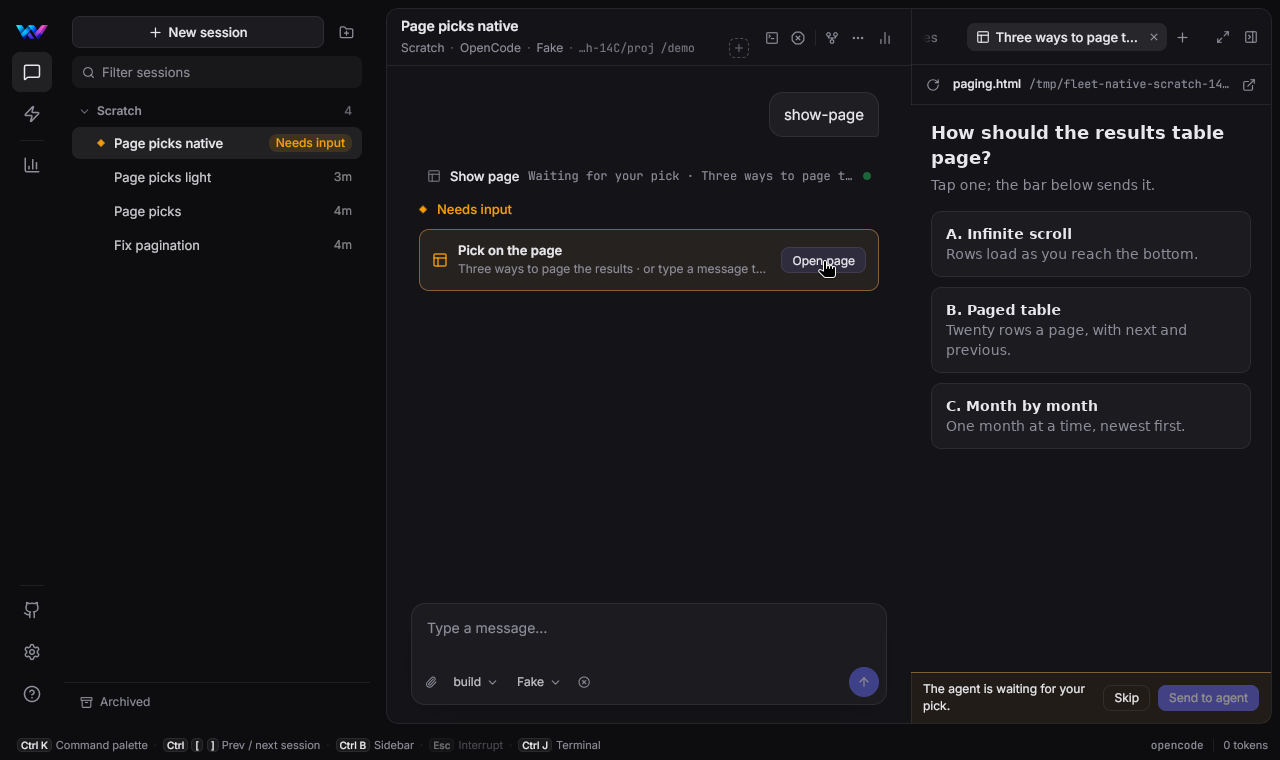 New session
Filter sessions
Scratch 4
Page picks native Needs input
Page picks light 3m
Page picks 4m
Fix pagination 4m
Archived
Page picks native
Scratch · OpenCode · Fake · …h-14C/proj /demo
show-page
Show page Waiting for your pick · Three ways to page t…
Needs input
Pick on the page
Three ways to page the results · or type a message t…
Open page
Type a message…
build Fake
es
Three ways to page t…
paging.html /tmp/fleet-native-scratch-14…
How should the results table
page?
Tap one; the bar below sends it.
A. Infinite scroll
Rows load as you reach the bottom.
B. Paged table
Twenty rows a page, with next and
previous.
C. Month by month
One month at a time, newest first.
The agent is waiting for your
pick.
Skip
Send to agent
Ctrl K Command palette · Ctrl [ ] Prev / next session · Ctrl B Sidebar · Esc Interrupt · Ctrl J Terminal
opencode 0 tokens